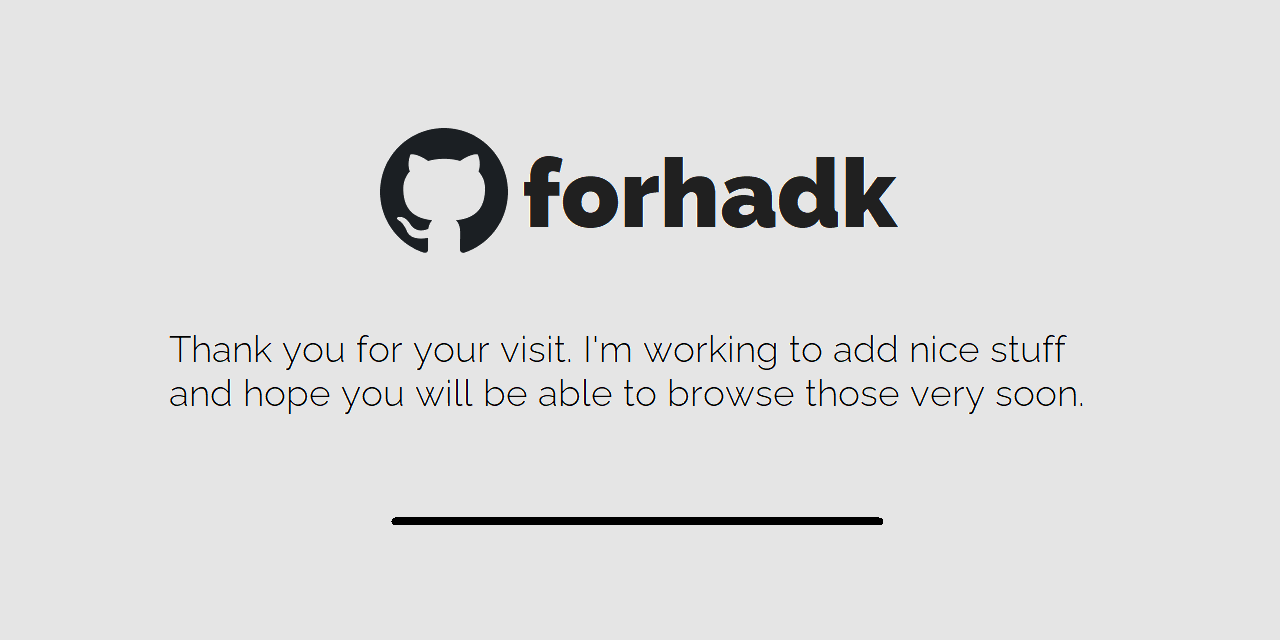 forhadk
Thank you for your visit. I'm working to add nice stuff
and hope you will be able to browse those very soon.